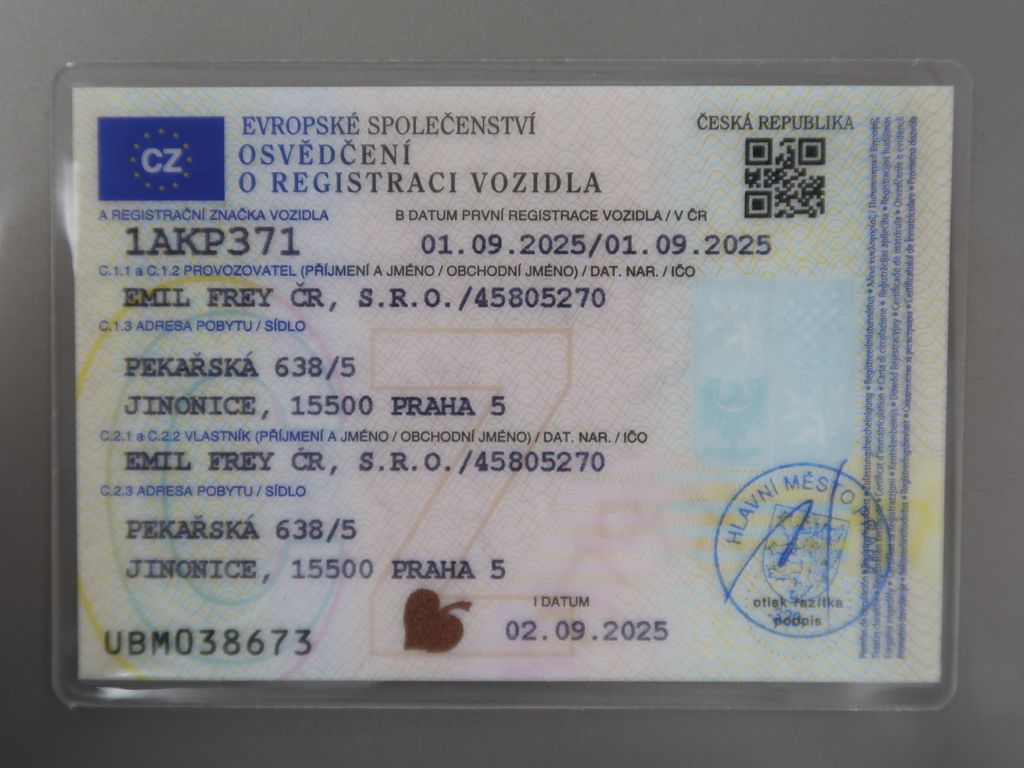 EVROPSKÉ SPOLEČENSTVÍ
ČESKÁ REPUBLIKA
CZ
OSVĚDČENÍ
O REGISTRACI VOZIDLA
A REGISTRAČNÍ ZNAČKA VOZIDLA
B DATUM PRVNÍ REGISTRACE VOZIDLA / V ČR
1AKP371
01.09.2025/01.09.2025
C.1.1 a C.1.2 PROVOZOVATEL (PŘÍJMENÍ A JMÉNO / OBCHODNÍ JMÉNO) / DAT. NAR. / IČO
EMIL FREY ČR, S.R.O./45805270
C.1.3 ADRESA POBYTU / SÍDLO
PEKAŘSKÁ 638/5
JINONICE, 15500 PRAHA 5
C.2.1 a C.2.2 VLASTNÍK (PŘÍJMENÍ A JMÉNO / OBCHODNÍ JMÉNO) / DAT. NAR. / IČO
EMIL FREY ČR, S.R.O./45805270
C.2.3 ADRESA POBYTU / SÍDLO
PEKAŘSKÁ 638/5
JINONICE, 15500 PRAHA 5
HLAVNÍ MĚSTO
otisk razítka
podpis
I DATUM
02.09.2025
UBM038673